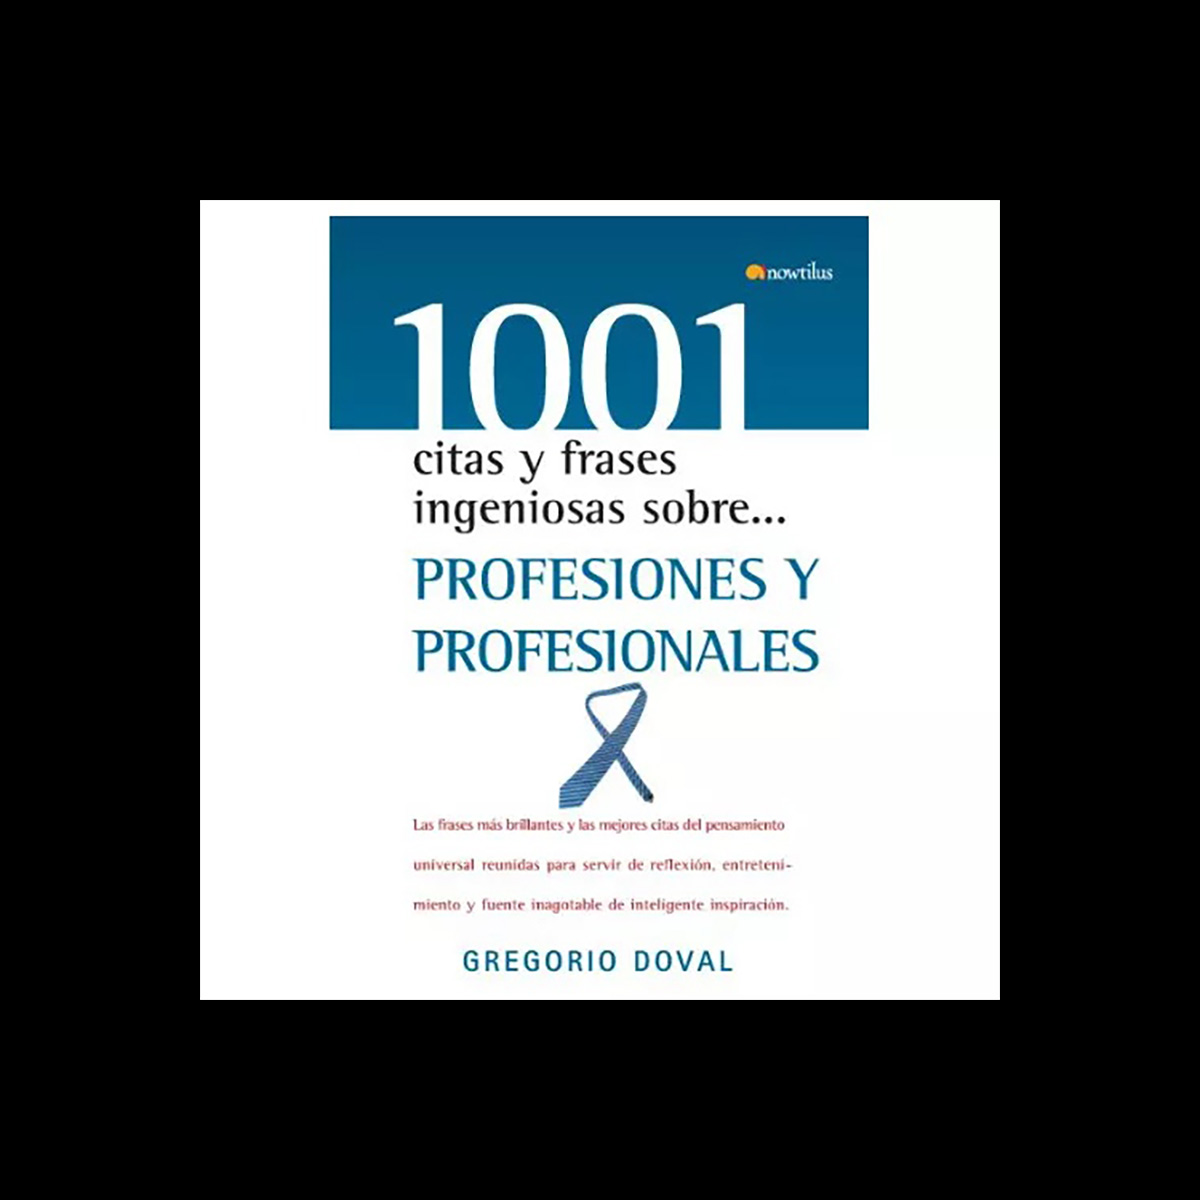 nowtilus
1001
citas y frases
ingeniosas sobre...
PROFESIONES Y
PROFESIONALES
Las frases más brillantes y las mejores citas del pensamiento
universal reunidas para servir de reflexión, entreteni-
miento y fuente inagotable de inteligente inspiración.
GREGORIO DOVAL